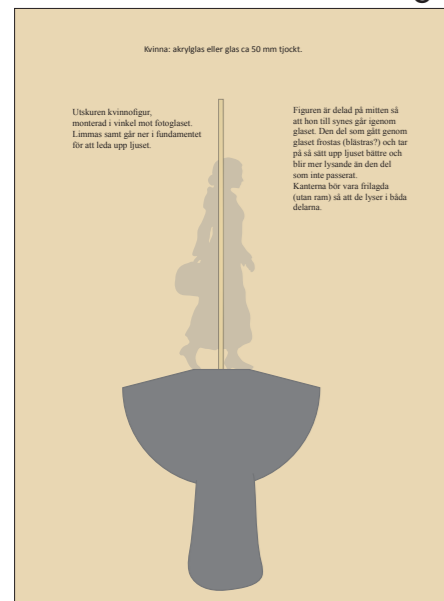 Kvinna: akrylglas eller glas ca 50 mm tjockt.
Utskuren kvinnofigur,
monterad i vinkel mot fotoglaset.
Limmas samt går ner i fundamentet
för att leda upp ljuset.
Figuren är delad på mitten så
att hon till synes går igenom
glaset. Den del som gått genom
glaset frostas (blästras?) och tar
på så sätt upp ljuset bättre och
blir mer lysande än den del
som inte passerat.
Kanterna bör vara frilagda
(utan ram) så att de lyser i båda
delarna.